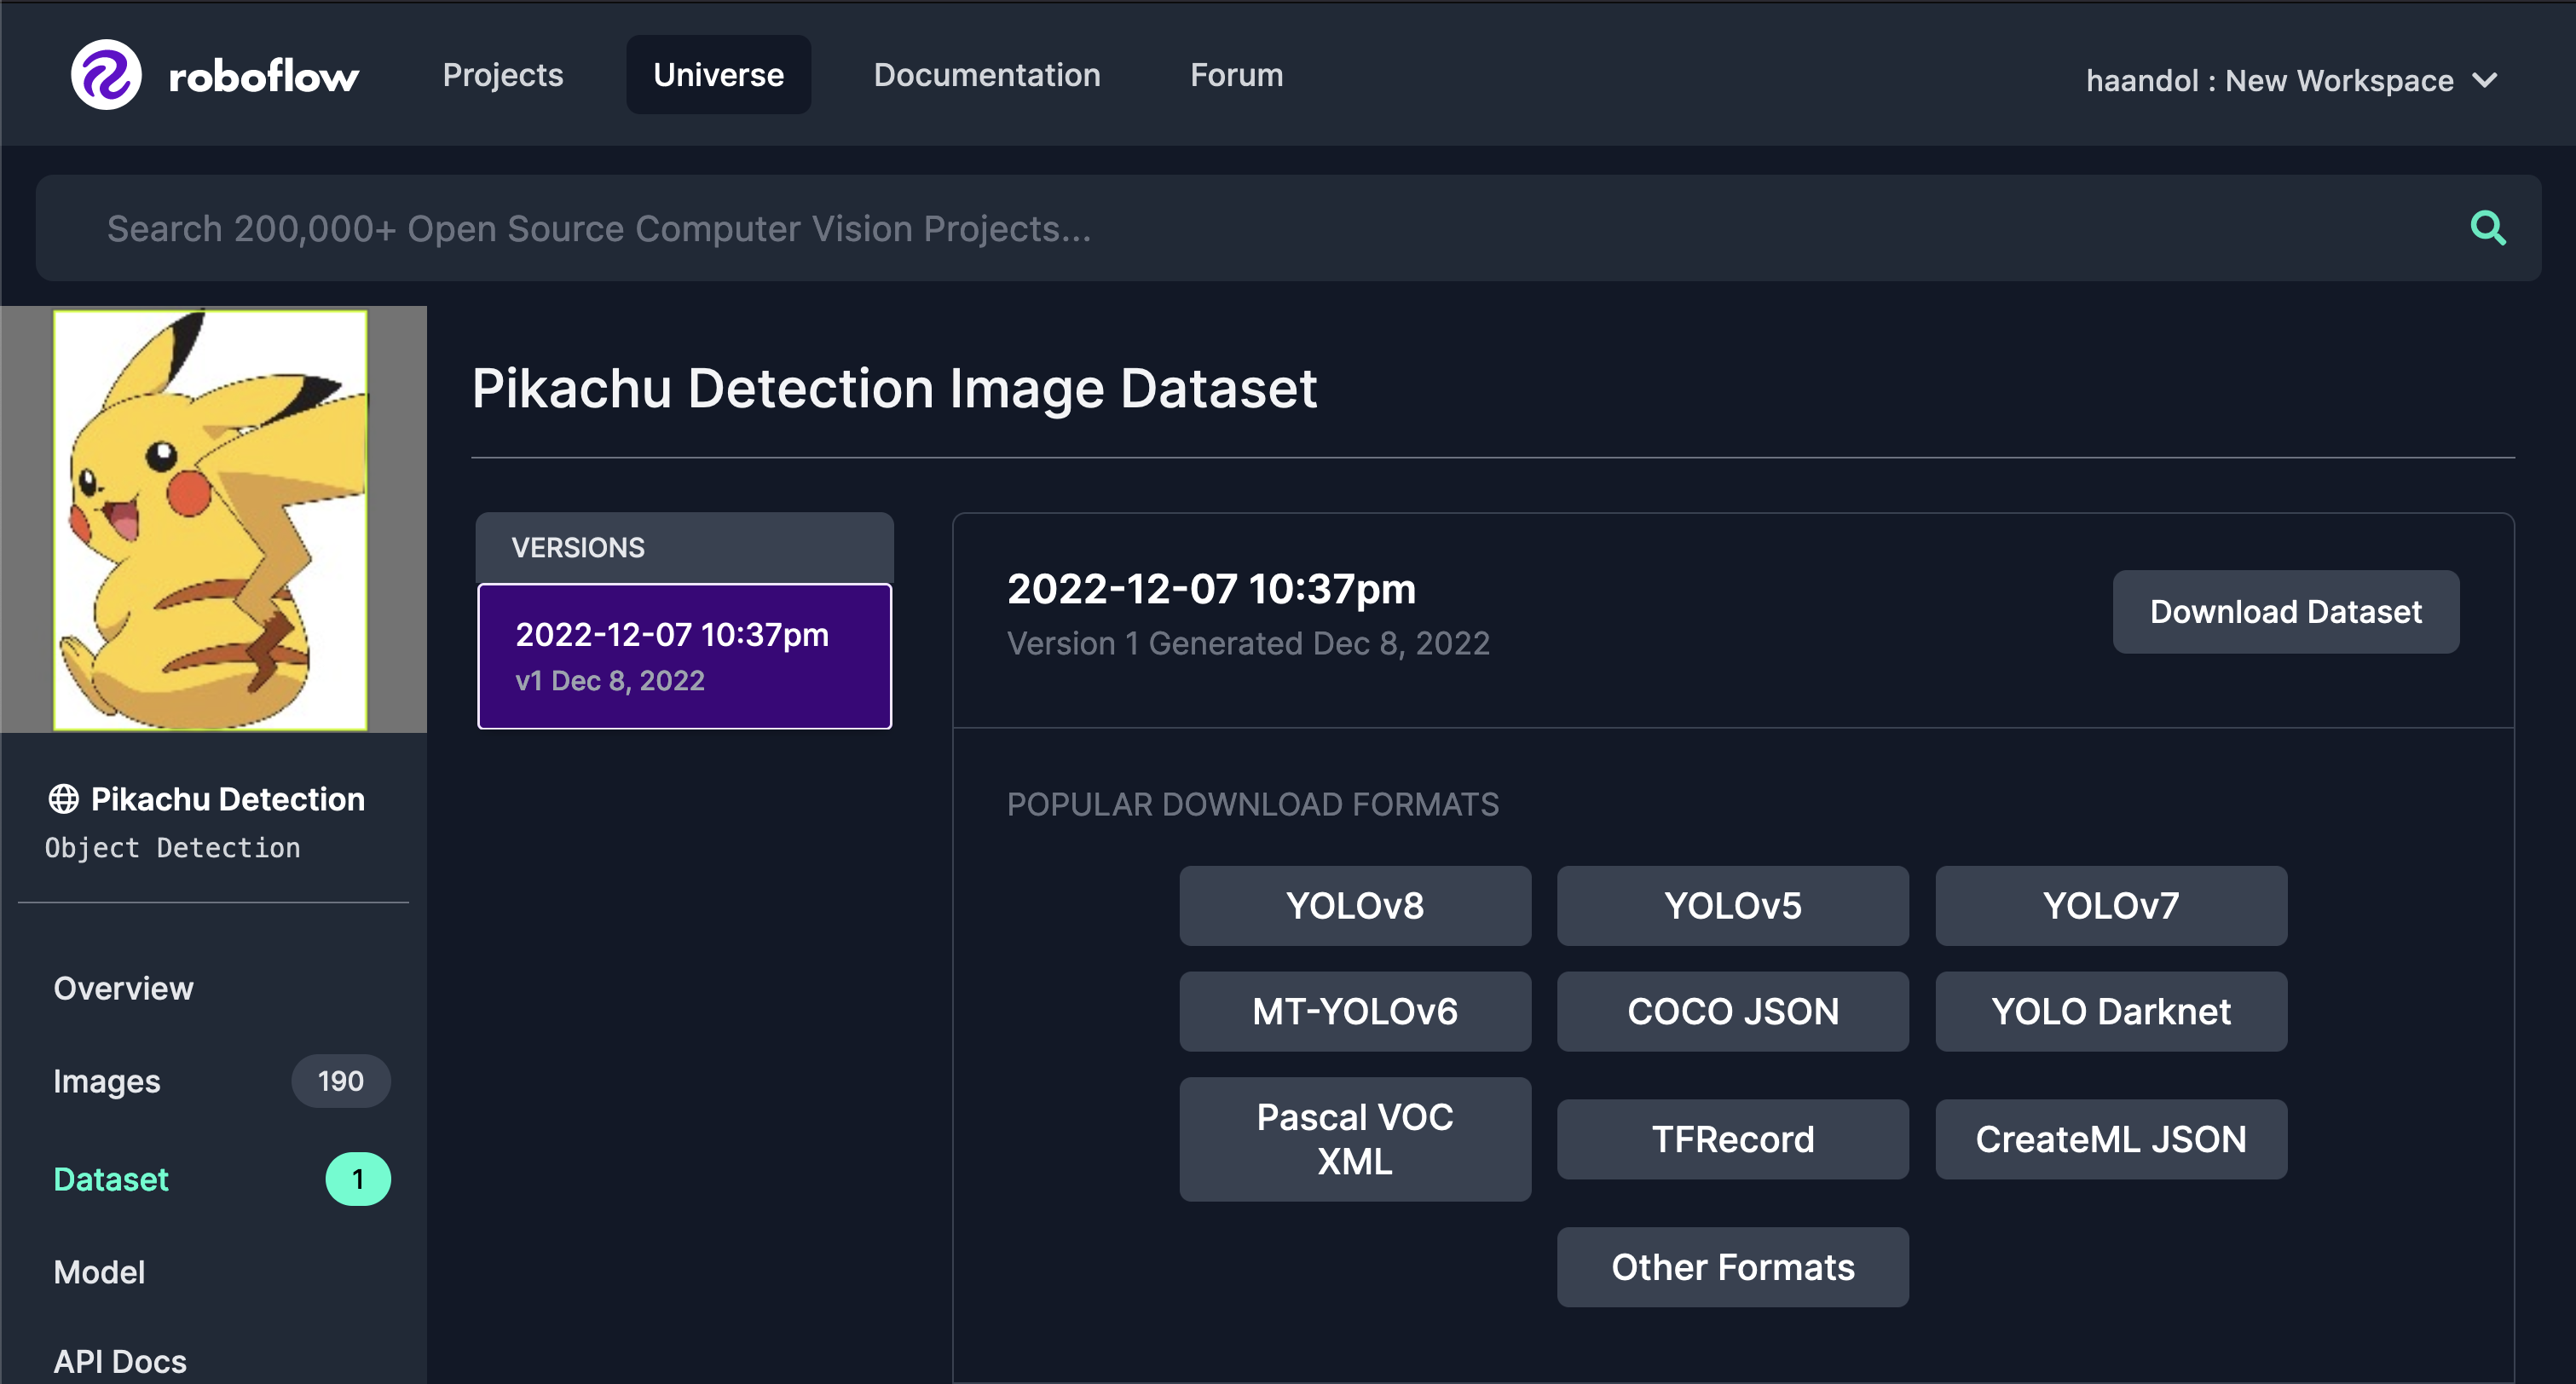 roboflow
Projects
Universe
Documentation
Forum
haandol : New Workspace
Search 200,000+ Open Source Computer Vision Projects...
Pikachu Detection
Object Detection
Overview
Images 190
Dataset 1
Model
API Docs
Pikachu Detection Image Dataset
VERSIONS
2022-12-07 10:37pm
v1 Dec 8, 2022
2022-12-07 10:37pm
Version 1 Generated Dec 8, 2022
Download Dataset
POPULAR DOWNLOAD FORMATS
YOLOv8
YOLOv5
YOLOv7
MT-YOLOv6
COCO JSON
YOLO Darknet
Pascal VOC
XML
TFRecord
CreateML JSON
Other Formats